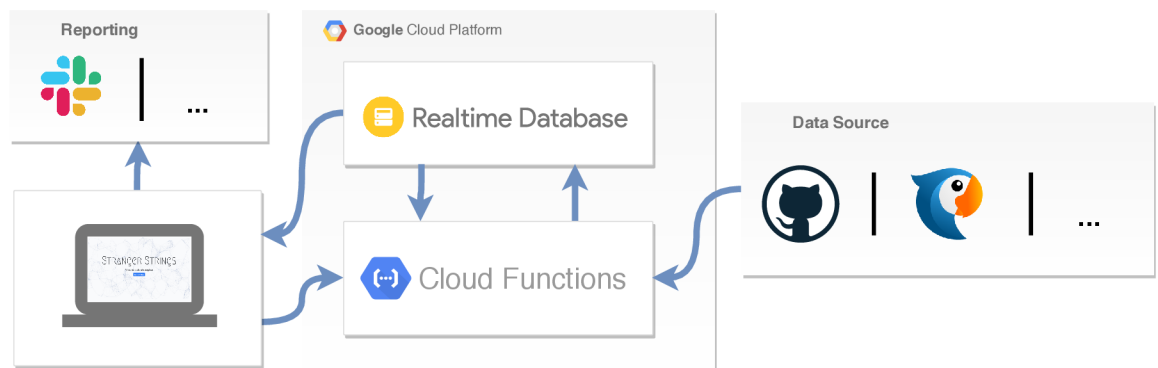 Reporting
...
Google Cloud Platform
Realtime Database
Cloud Functions
Data Source
...
STRANGER STRINGS